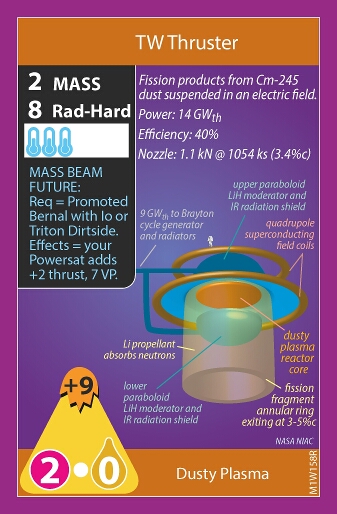 TW Thruster
2 MASS
8 Rad-Hard
MASS BEAM
FUTURE:
Req = Promoted
Bernal with Io or
Triton Dirtside.
Effects = your
Powersat adds
+2 thrust, 7 VP.
Fission products from Cm-245
dust suspended in an electric field.
Power: 14 GWth
Efficiency: 40%
Nozzle: 1.1 kN @ 1054 ks (3.4%c)
upper paraboloid
LiH moderator and
IR radiation shield
9 GWth to Brayton
cycle generator
and radiators
quadrupole
superconducting
field coils
Li propellant
absorbs neutrons
dusty
plasma
reactor
core
lower
paraboloid
LiH moderator and
IR radiation shield
fission
fragment
annular ring
exiting at 3-5%c
NASA NIAC
+9
2 • 0
Dusty Plasma
M1W158R